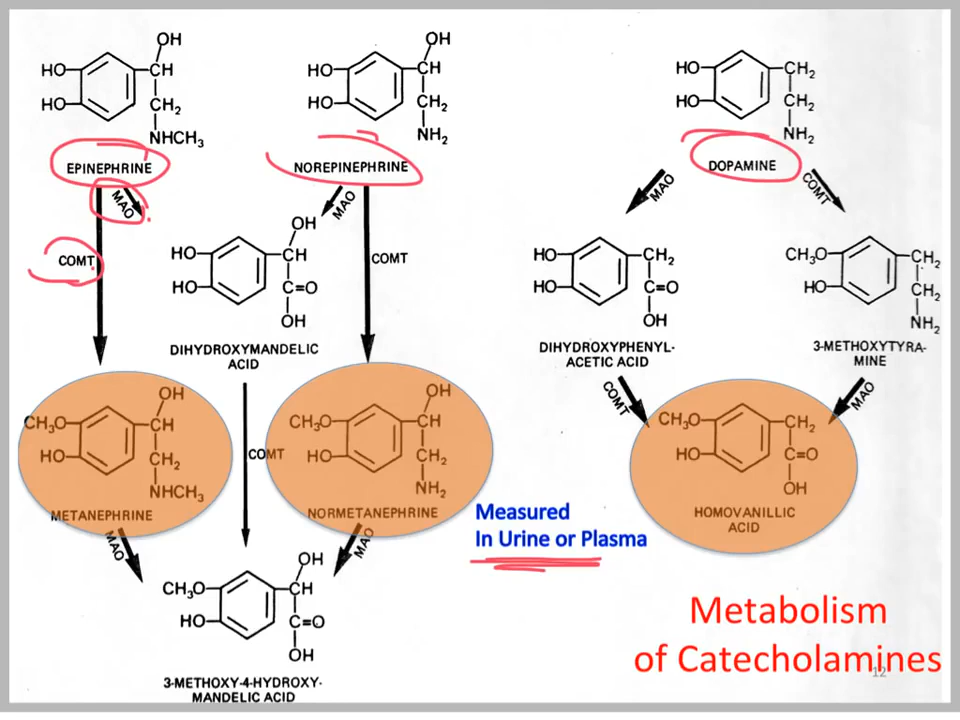 OH
HO
CH
HO
CH2
NHCH3
EPINEPHRINE
OH
HO
CH
HO
CH2
NH2
NOREPINEPHRINE
HO
CH2
HO
CH2
NH2
DOPAMINE
MAO
COMT
MAO
COMT
MAO
COMT
OH
HO
CH
HO
C=O
OH
DIHYDROXYMANDELIC
ACID
HO
CH2
HO
C=O
OH
DIHYDROXYPHENYL-
ACETIC ACID
CH3O
CH2
HO
CH2
NH2
3-METHOXYTYRA-
MINE
COMT
MAO
OH
CH3O
CH
HO
CH2
NHCH3
METANEPHRINE
COMT
OH
CH3O
CH
HO
CH2
NH2
NORMETANEPHRINE
CH3O
CH2
HO
C=O
OH
HOMOVANILLIC
ACID
Measured
In Urine or Plasma
MAO
MAO
OH
CH3O
CH
HO
C=O
OH
3-METHOXY-4-HYDROXY-
MANDELIC ACID
Metabolism
of Catecholamines
12